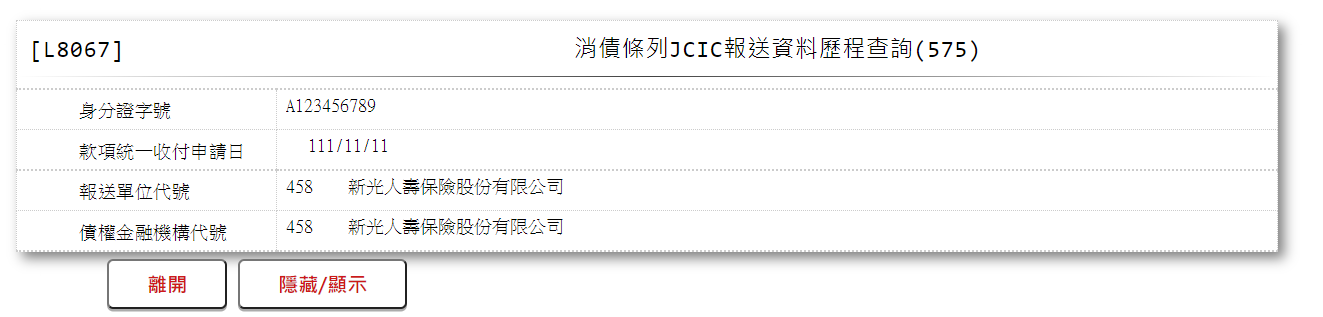 [L8067] 消債條列JCIC報送資料歷程查詢(575)
身分證字號 A123456789
款項統一收付申請日 111/11/11
報送單位代號 458 新光人壽保險股份有限公司
債權金融機構代號 458 新光人壽保險股份有限公司
離開 隱藏/顯示